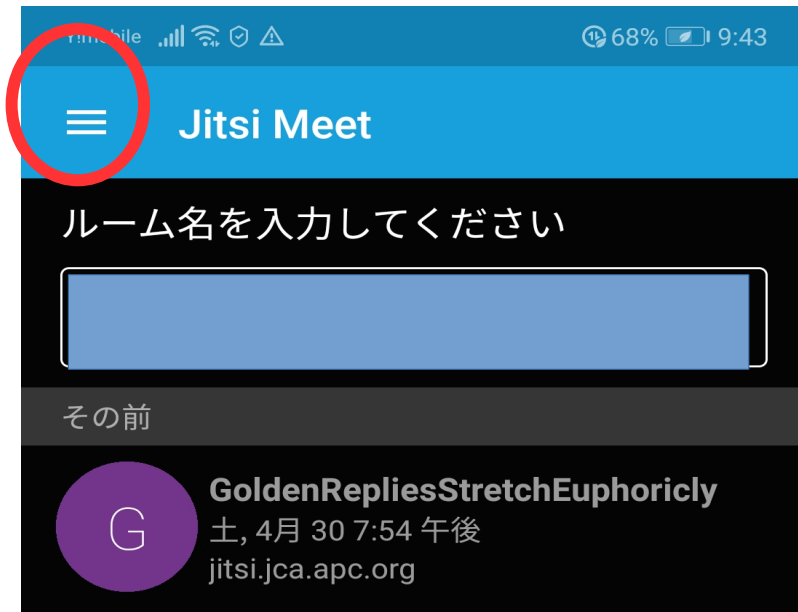 Y!mobile 68% 9:43
Jitsi Meet
ルーム名を入力してください
その前
G
GoldenRepliesStretchEuphoricly
土, 4月 30 7:54 午後
jitsi.jca.apc.org